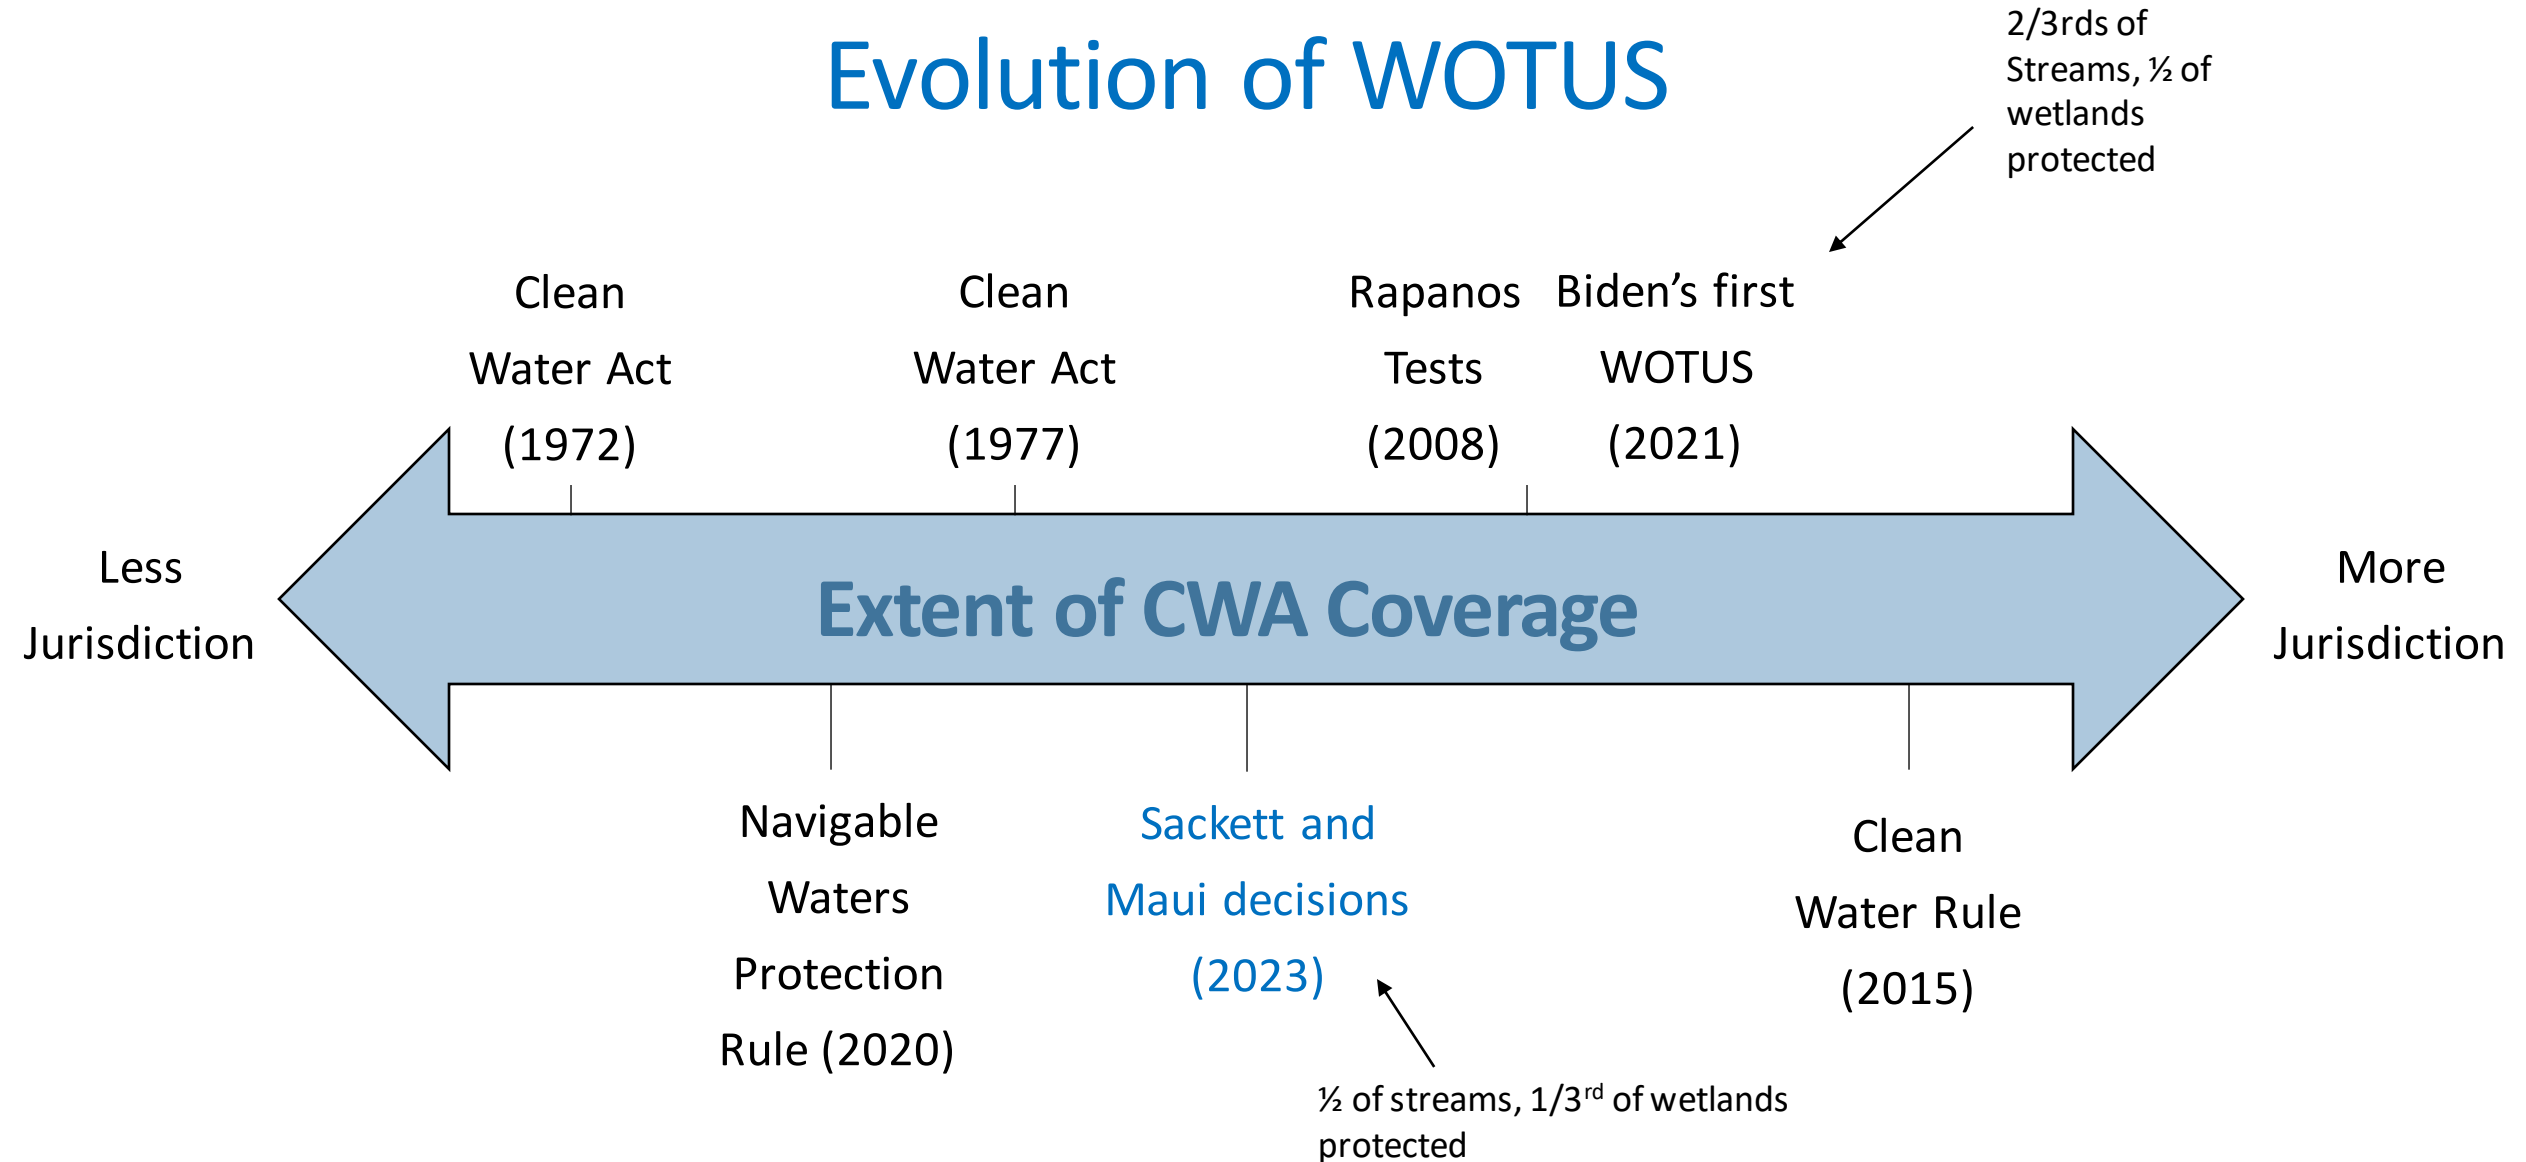 Evolution of WOTUS
2/3rds of
Streams, ½ of
wetlands
protected
Clean
Water Act
(1972)
Clean
Water Act
(1977)
Rapanos
Tests
(2008)
Biden’s first
WOTUS
(2021)
Less
Jurisdiction
Extent of CWA Coverage
More
Jurisdiction
Navigable
Waters
Protection
Rule (2020)
Sackett and
Maui decisions
(2023)
Clean
Water Rule
(2015)
½ of streams, 1/3rd of wetlands
protected